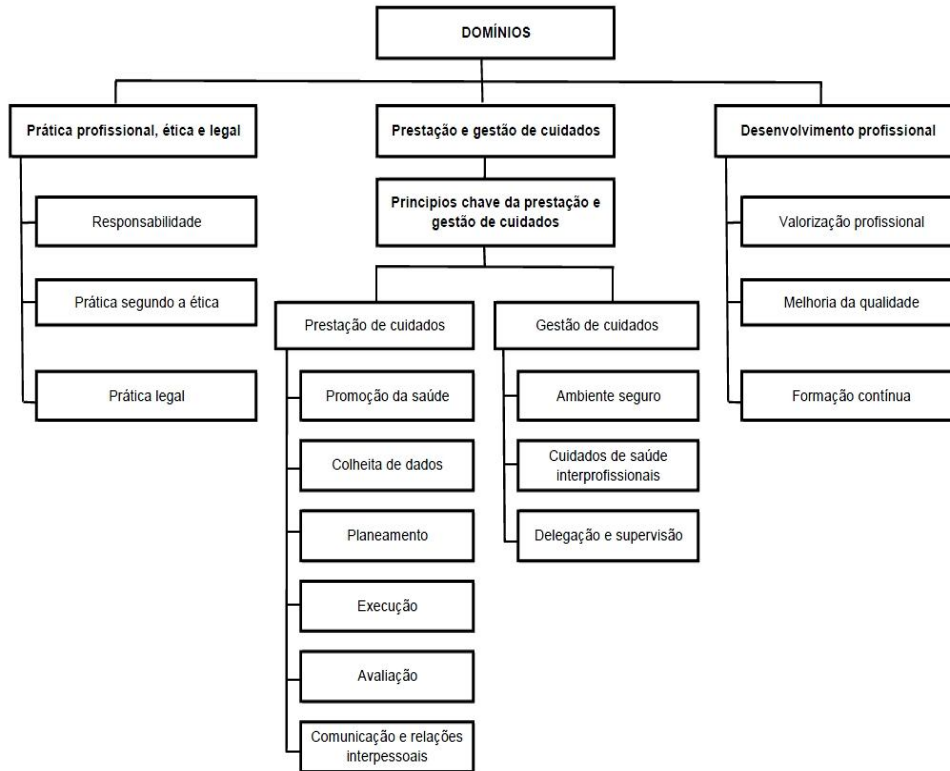 DOMÍNIOS
Prática profissional, ética e legal
Prestação e gestão de cuidados
Desenvolvimento profissional
Principios chave da prestação e
gestão de cuidados
Responsabilidade
Valorização profissional
Prática segundo a ética
Melhoria da qualidade
Prestação de cuidados
Gestão de cuidados
Prática legal
Promoção da saúde
Ambiente seguro
Formação contínua
Colheita de dados
Cuidados de saúde
interprofissionais
Planeamento
Delegação e supervisão
Execução
Avaliação
Comunicação e relações
interpessoais